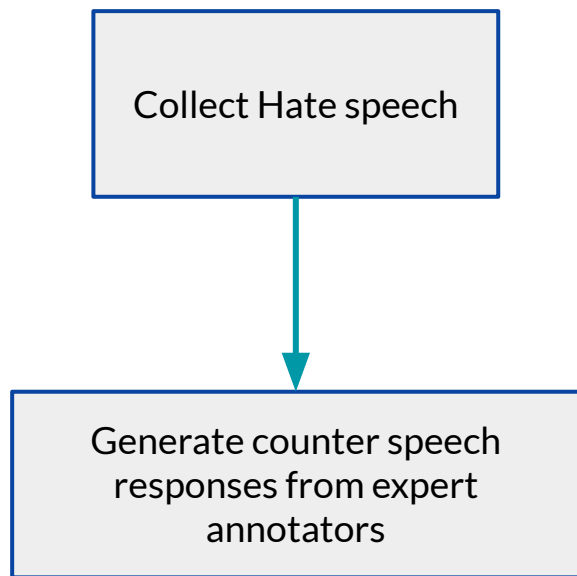 Collect Hate speech
Generate counter speech
responses from expert
annotators